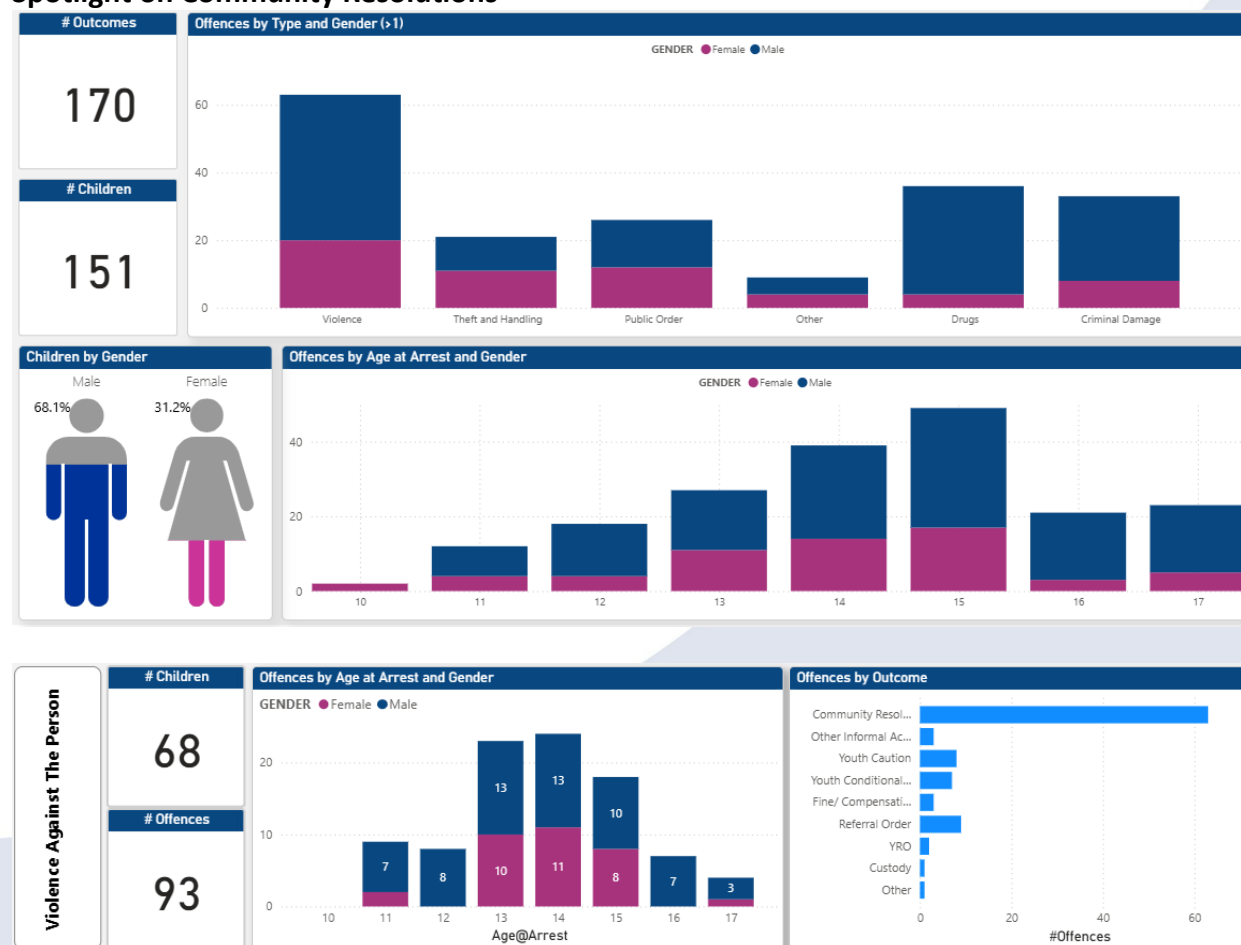 Spotlight on Community Resolutions
# Outcomes
170
# Children
151
Offences by Type and Gender (>1)
GENDER Female Male
60
40
20
0
Violence Theft and Handling Public Order Other Drugs Criminal Damage
Children by Gender
Male Female
68.1% 31.2%
Offences by Age at Arrest and Gender
GENDER Female Male
40
20
0
10 11 12 13 14 15 16 17
Violence Against The Person
# Children
68
# Offences
93
Offences by Age at Arrest and Gender
GENDER Female Male
20
10
0
7
8
13
10
13
11
10
8
7
3
10 11 12 13 14 15 16 17
Age@Arrest
Offences by Outcome
Community Resol...
Other Informal Ac...
Youth Caution
Youth Conditional...
Fine/ Compensati...
Referral Order
YRO
Custody
Other
0 20 40 60
#Offences